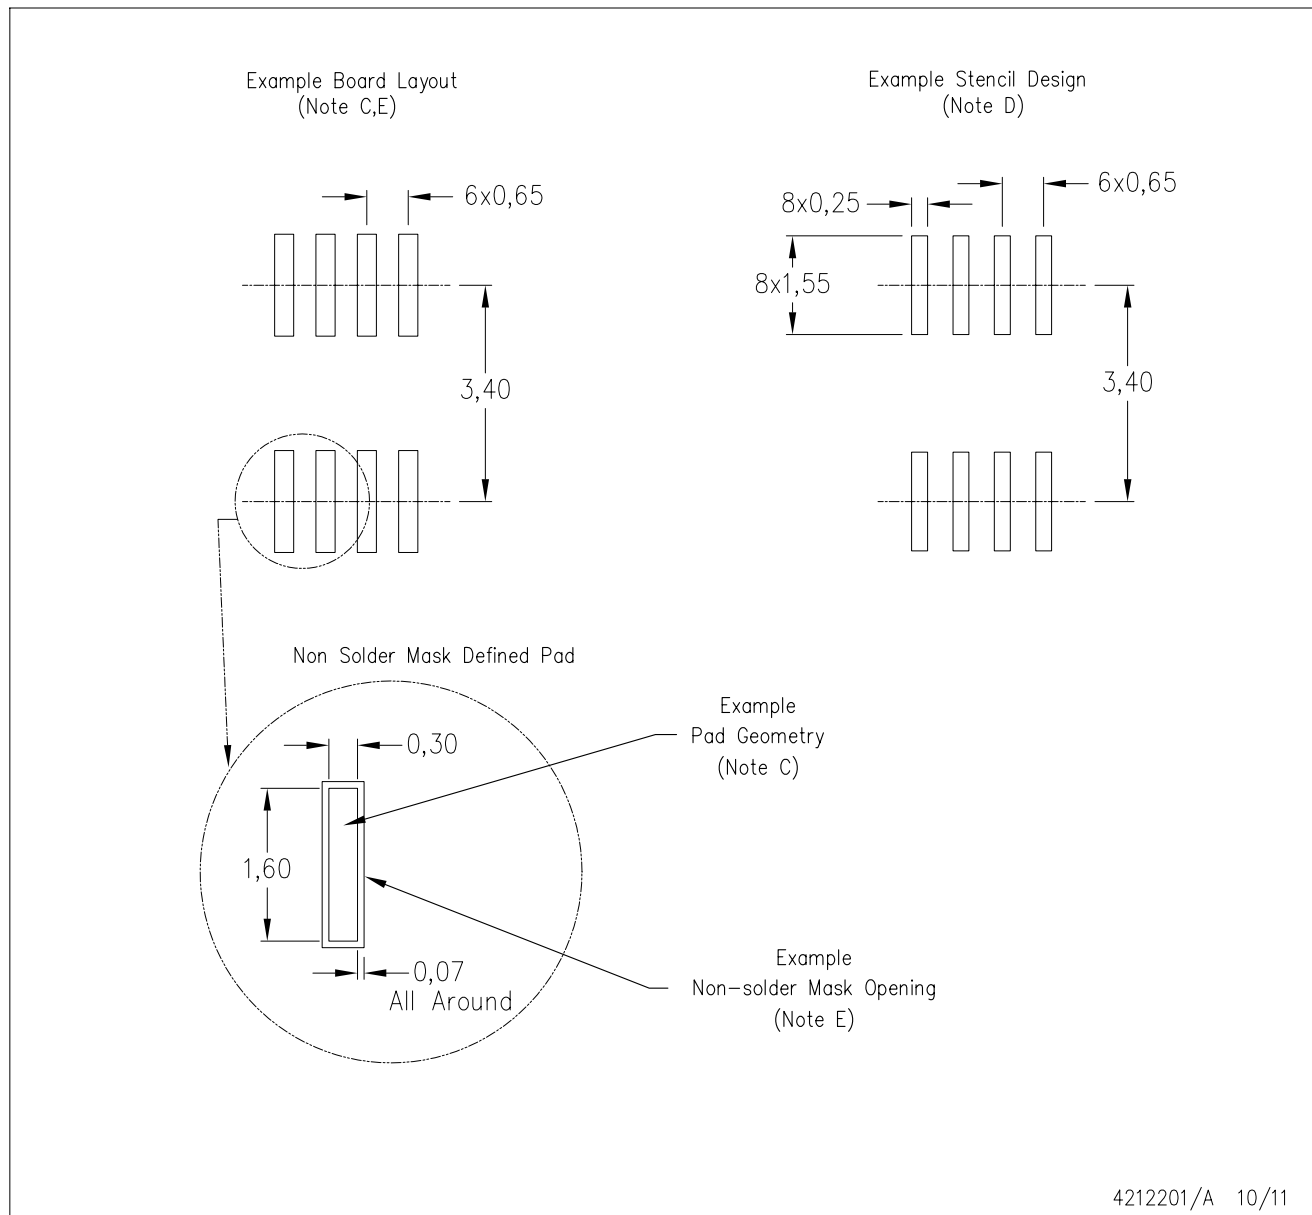 Example Board Layout
(Note C,E)
6x0,65
3,40
Example Stencil Design
(Note D)
8x0,25
6x0,65
8x1,55
3,40
Non Solder Mask Defined Pad
0,30
1,60
0,07
All Around
Example
Pad Geometry
(Note C)
Example
Non-solder Mask Opening
(Note E)
4212201/A 10/11